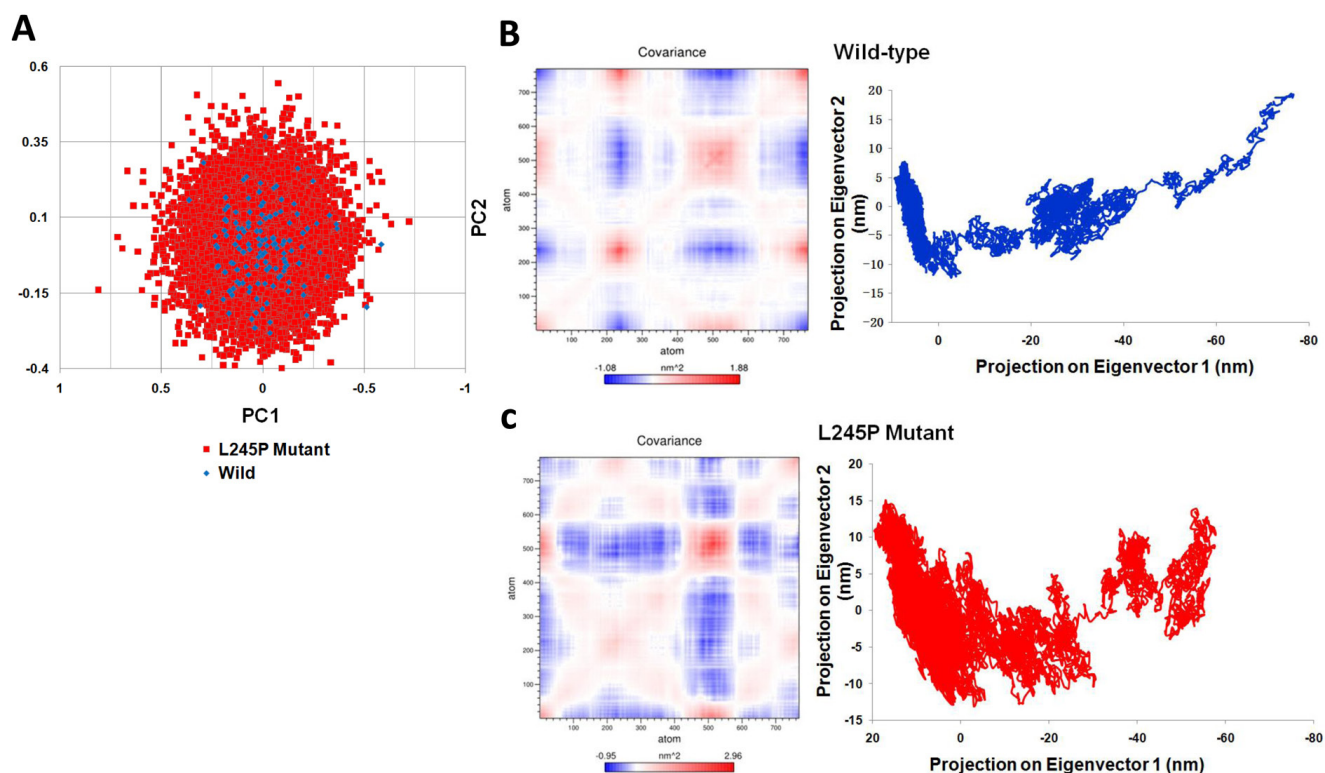 A
0.6
0.35
0.1
-0.15
-0.4
1
0.5
0
-0.5
-1
PC2
PC1
L245P Mutant
Wild
B
Covariance
atom
700
600
500
400
300
200
100
100 200 300 400 500 600 700
atom
-1.08 nm^2 1.88
Wild-type
Projection on Eigenvector 2
(nm)
20
15
10
5
0
-5
-10
-15
-20
0 -20 -40 -60 -80
Projection on Eigenvector 1 (nm)
c
Covariance
atom
700
600
500
400
300
200
100
100 200 300 400 500 600 700
atom
-0.95 nm^2 2.96
L245P Mutant
Projection on Eigenvector 2
(nm)
20
15
10
5
0
-5
-10
-15
20 0 -20 -40 -60 -80
Projection on Eigenvector 1 (nm)